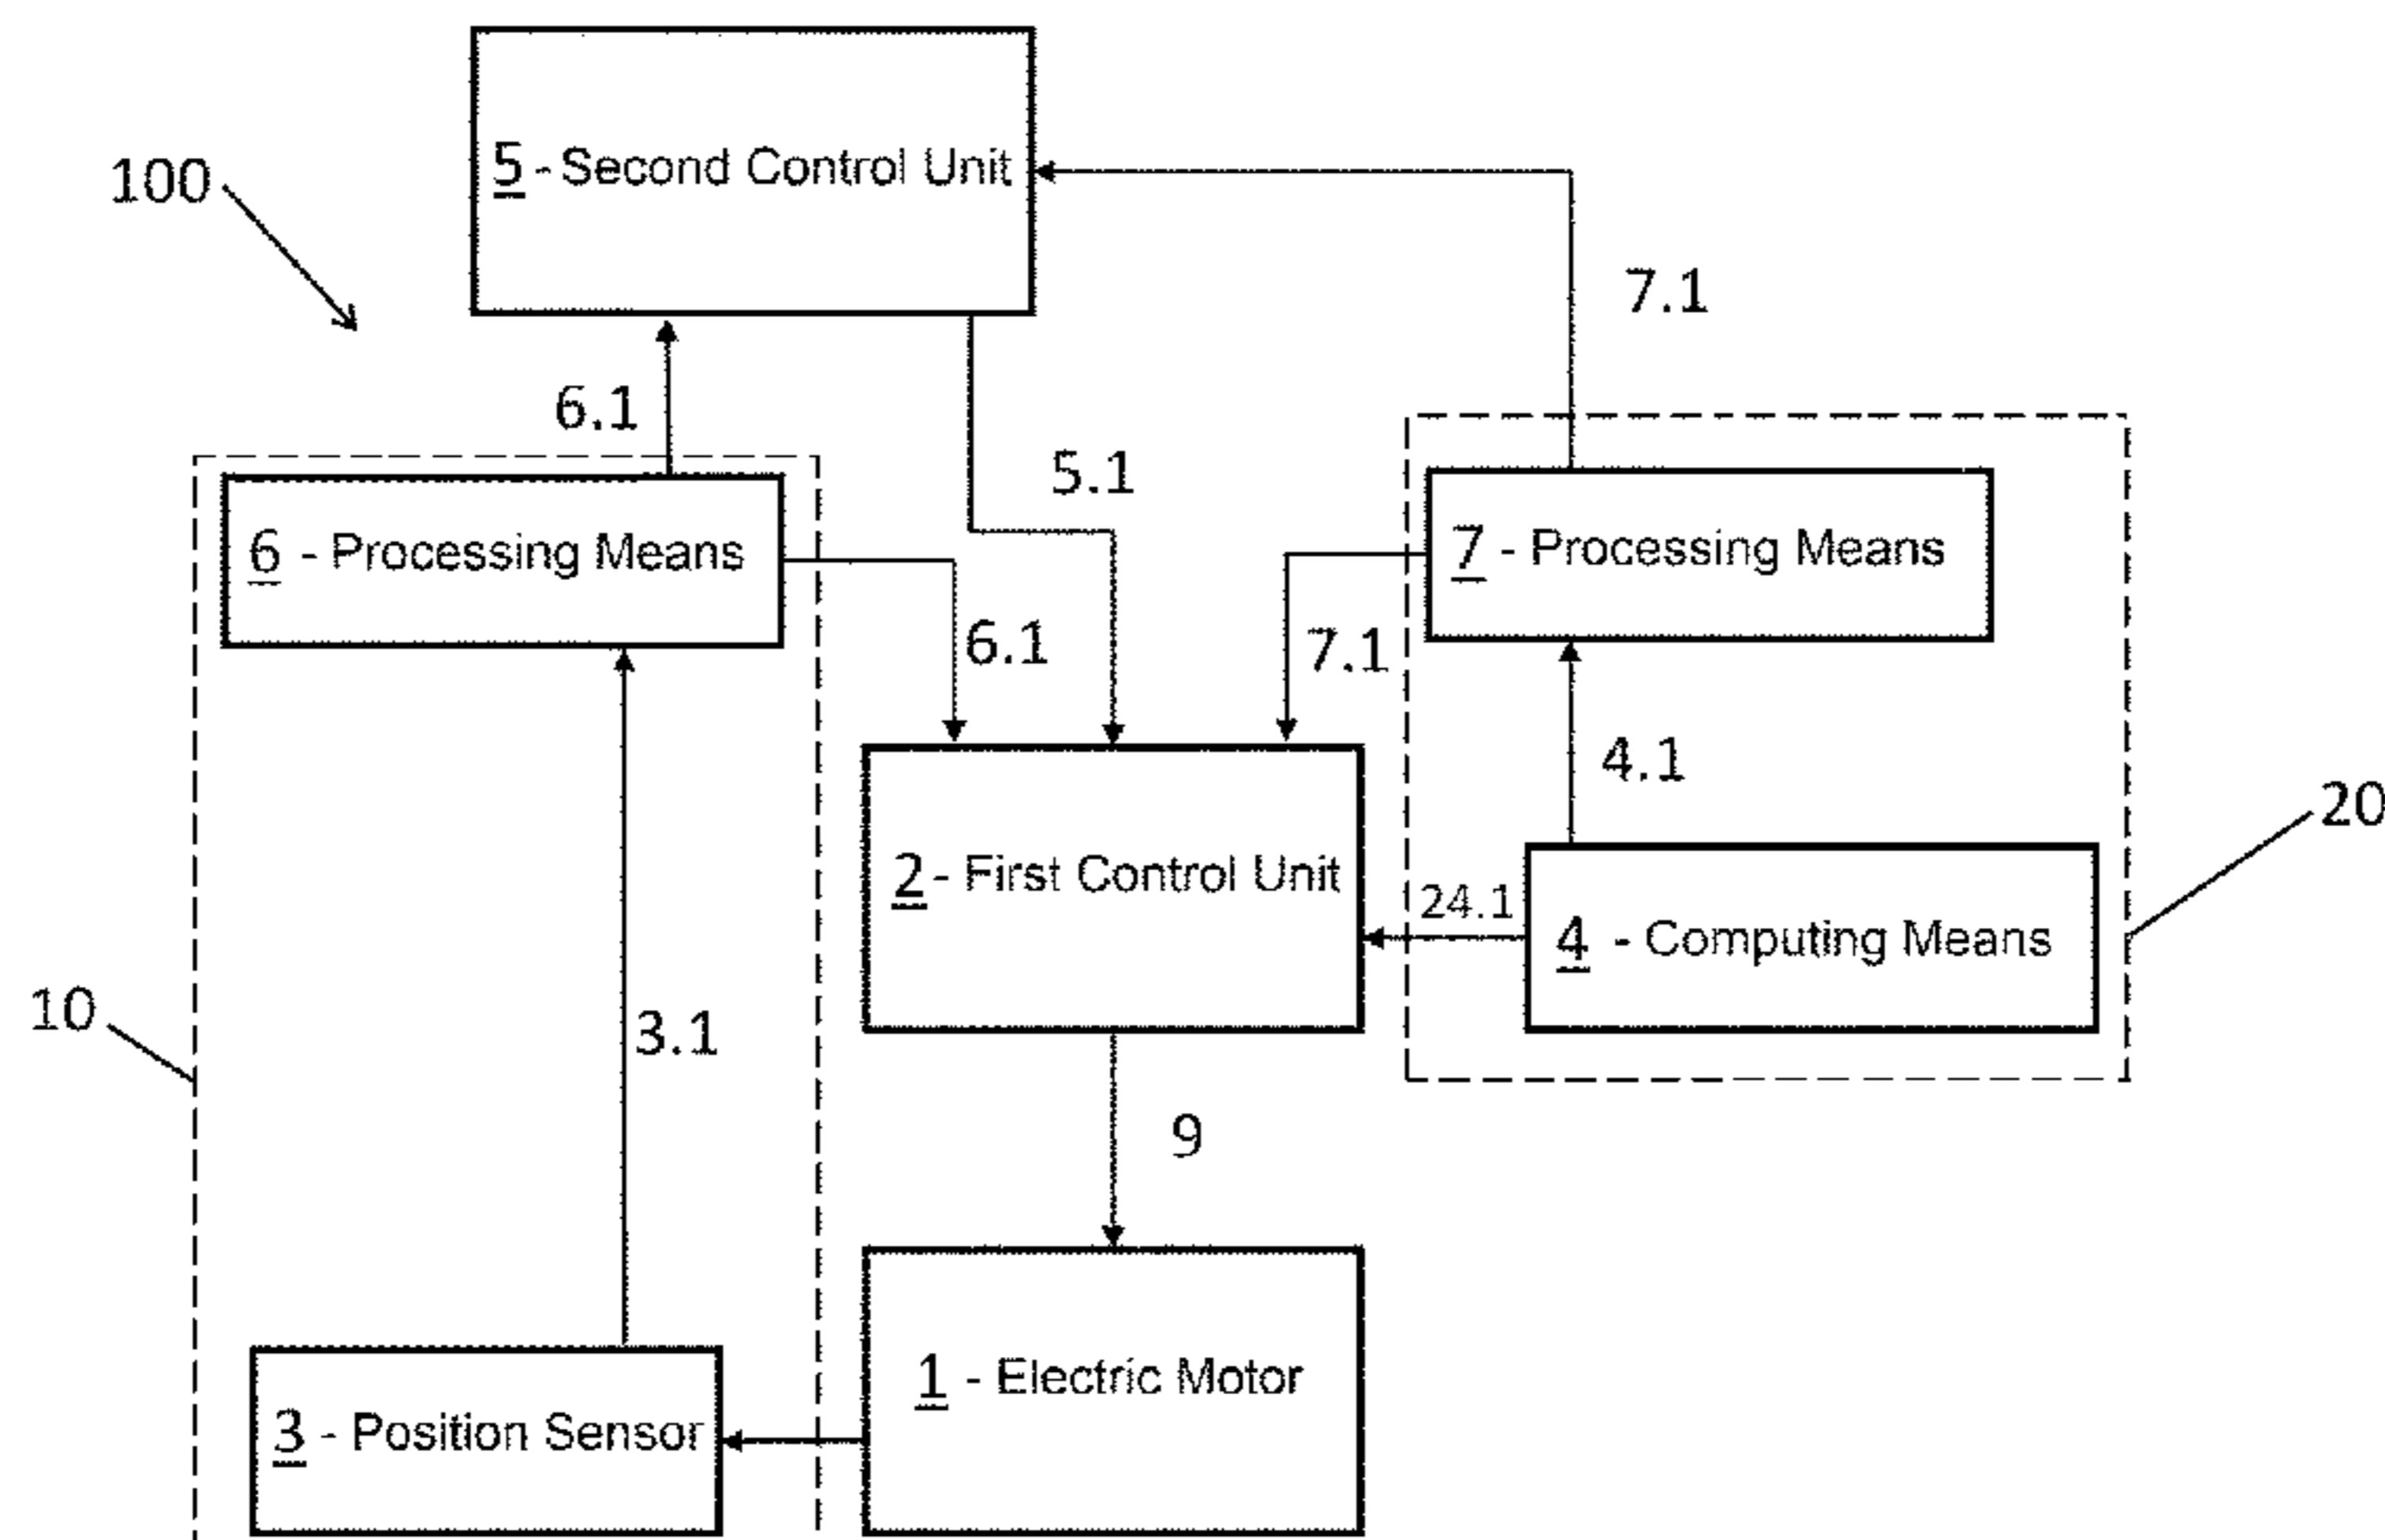 5 - Second Control Unit
100
7.1
6.1
5.1
6 - Processing Means
7 - Processing Means
6.1
7.1
4.1
20
2 - First Control Unit
24.1
4 - Computing Means
10
3.1
9
1 - Electric Motor
3 - Position Sensor